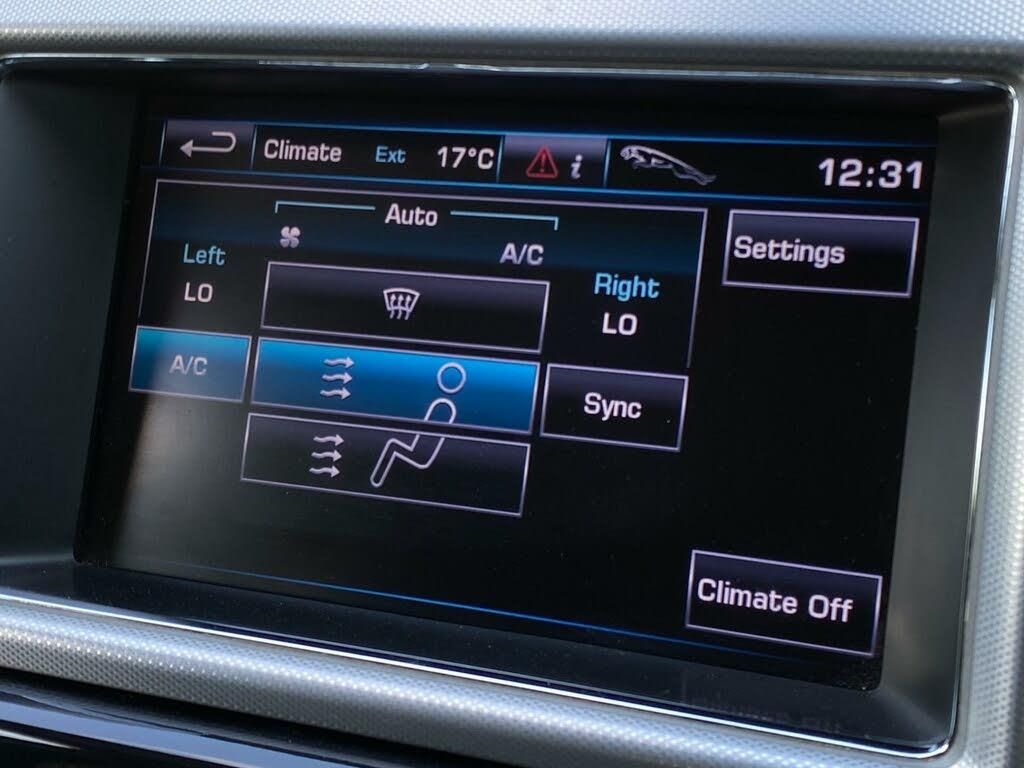 Climate Ext 17°C i 12:31
Auto
A/C
Left
LO
Right
LO
Settings
A/C
Sync
Climate Off